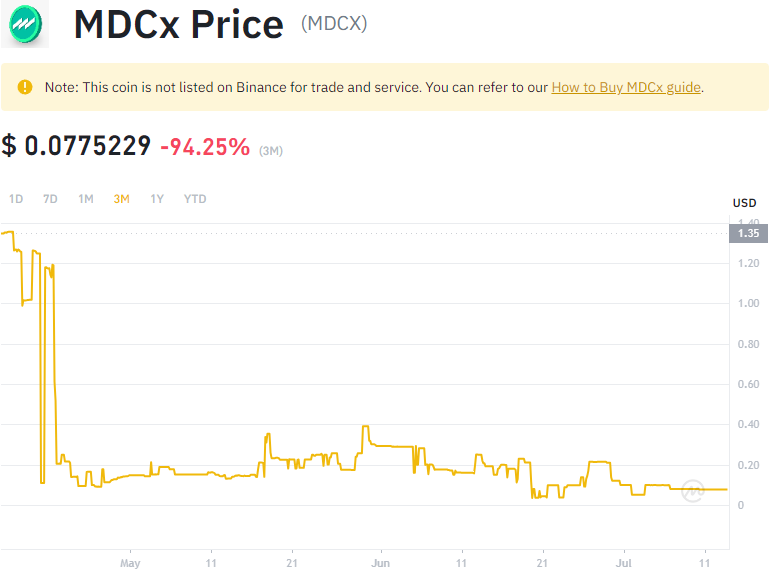 MDCx Price (MDCX)
Note: This coin is not listed on Binance for trade and service. You can refer to our How to Buy MDCx guide.
$ 0.0775229 -94.25% (3M)
1D 7D 1M 3M 1Y YTD
USD
1.40
1.35
1.20
1.00
0.80
0.60
0.40
0.20
0
May 11 21 Jun 11 21 Jul 11